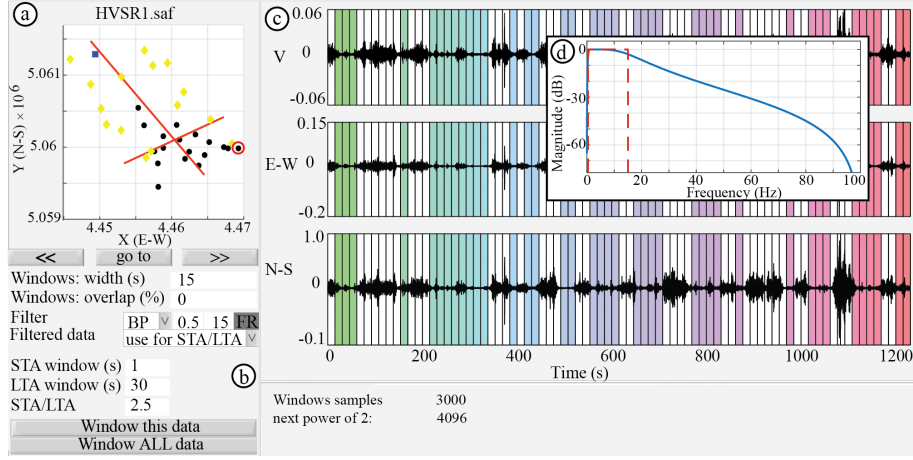 a
HVSR1.saf
Y (N-S) × 10^6
5.061
5.06
5.059
4.45 4.46 4.47
X (E-W)
<< go to >>
Windows: width (s) 15
Windows: overlap (%) 0
Filter BP V 0.5 15 FR
Filtered data use for STA/LTA V
STA window (s) 1
LTA window (s) 30
STA/LTA 2.5
b
Window this data
Window ALL data
c
0.06
V 0
-0.06
0.15
E-W 0
-0.2
1.0
N-S 0
-0.1
0 200 400 600 800 1000 1200
Time (s)
d
Magnitude (dB)
0
-30
-60
0 20 40 60 80 100
Frequency (Hz)
Windows samples 3000
next power of 2: 4096